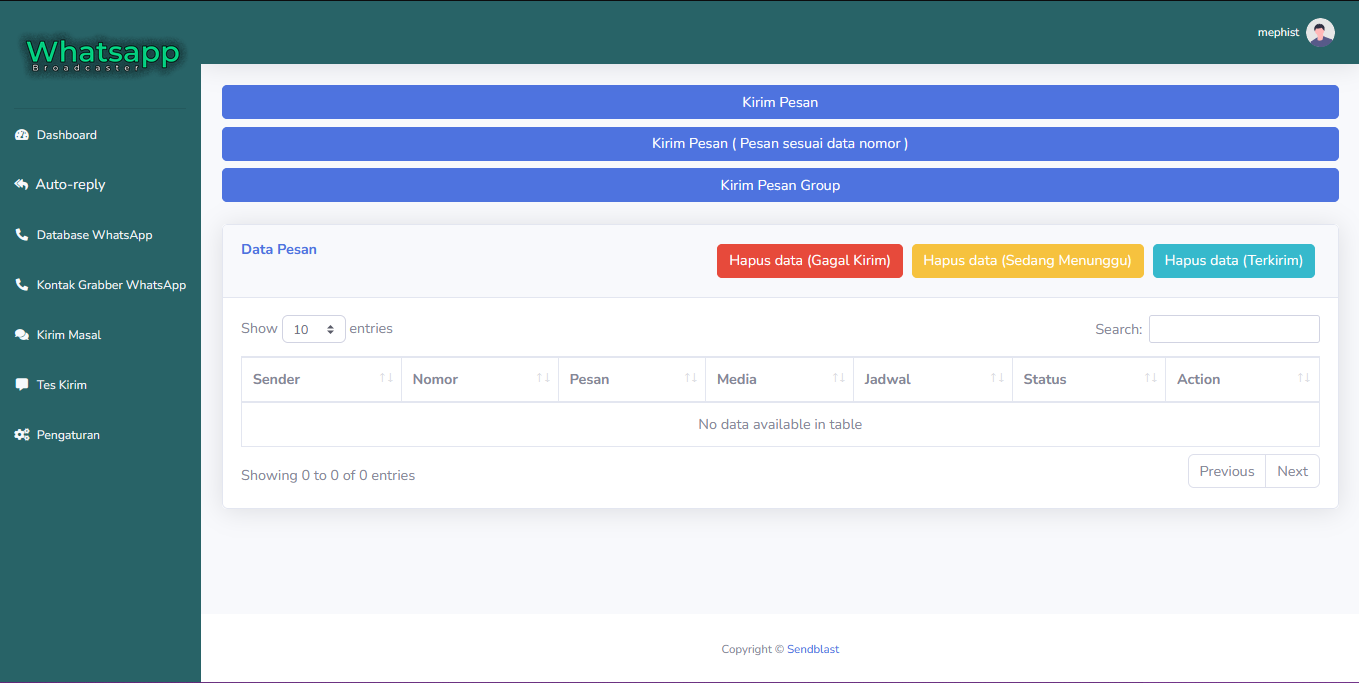 Whatsapp
Broadcaster
mephist
Dashboard
Auto-reply
Database WhatsApp
Kontak Grabber WhatsApp
Kirim Masal
Tes Kirim
Pengaturan
Kirim Pesan
Kirim Pesan ( Pesan sesuai data nomor )
Kirim Pesan Group
Data Pesan
Hapus data (Gagal Kirim)
Hapus data (Sedang Menunggu)
Hapus data (Terkirim)
Show 10 entries
Search:
Sender Nomor Pesan Media Jadwal Status Action
No data available in table
Showing 0 to 0 of 0 entries
Previous Next
Copyright © Sendblast